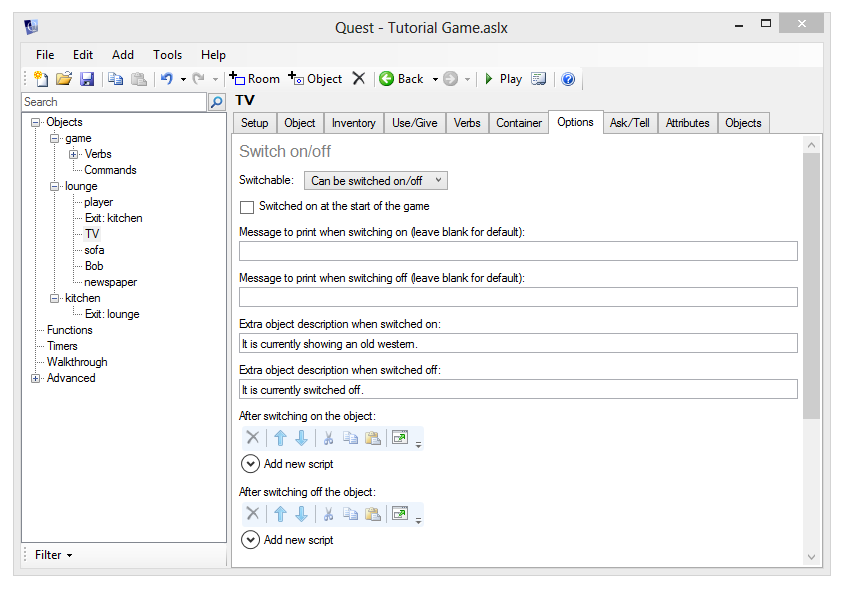 Quest - Tutorial Game.aslx
File Edit Add Tools Help
Room Object Back Play
Search
TV
Setup Object Inventory Use/Give Verbs Container Options Ask/Tell Attributes Objects
Objects
game
Verbs
Commands
lounge
player
Exit: kitchen
TV
sofa
Bob
newspaper
kitchen
Exit: lounge
Functions
Timers
Walkthrough
Advanced
Filter
Switch on/off
Switchable: Can be switched on/off
Switched on at the start of the game
Message to print when switching on (leave blank for default):
Message to print when switching off (leave blank for default):
Extra object description when switched on:
It is currently showing an old western.
Extra object description when switched off:
It is currently switched off.
After switching on the object:
Add new script
After switching off the object:
Add new script